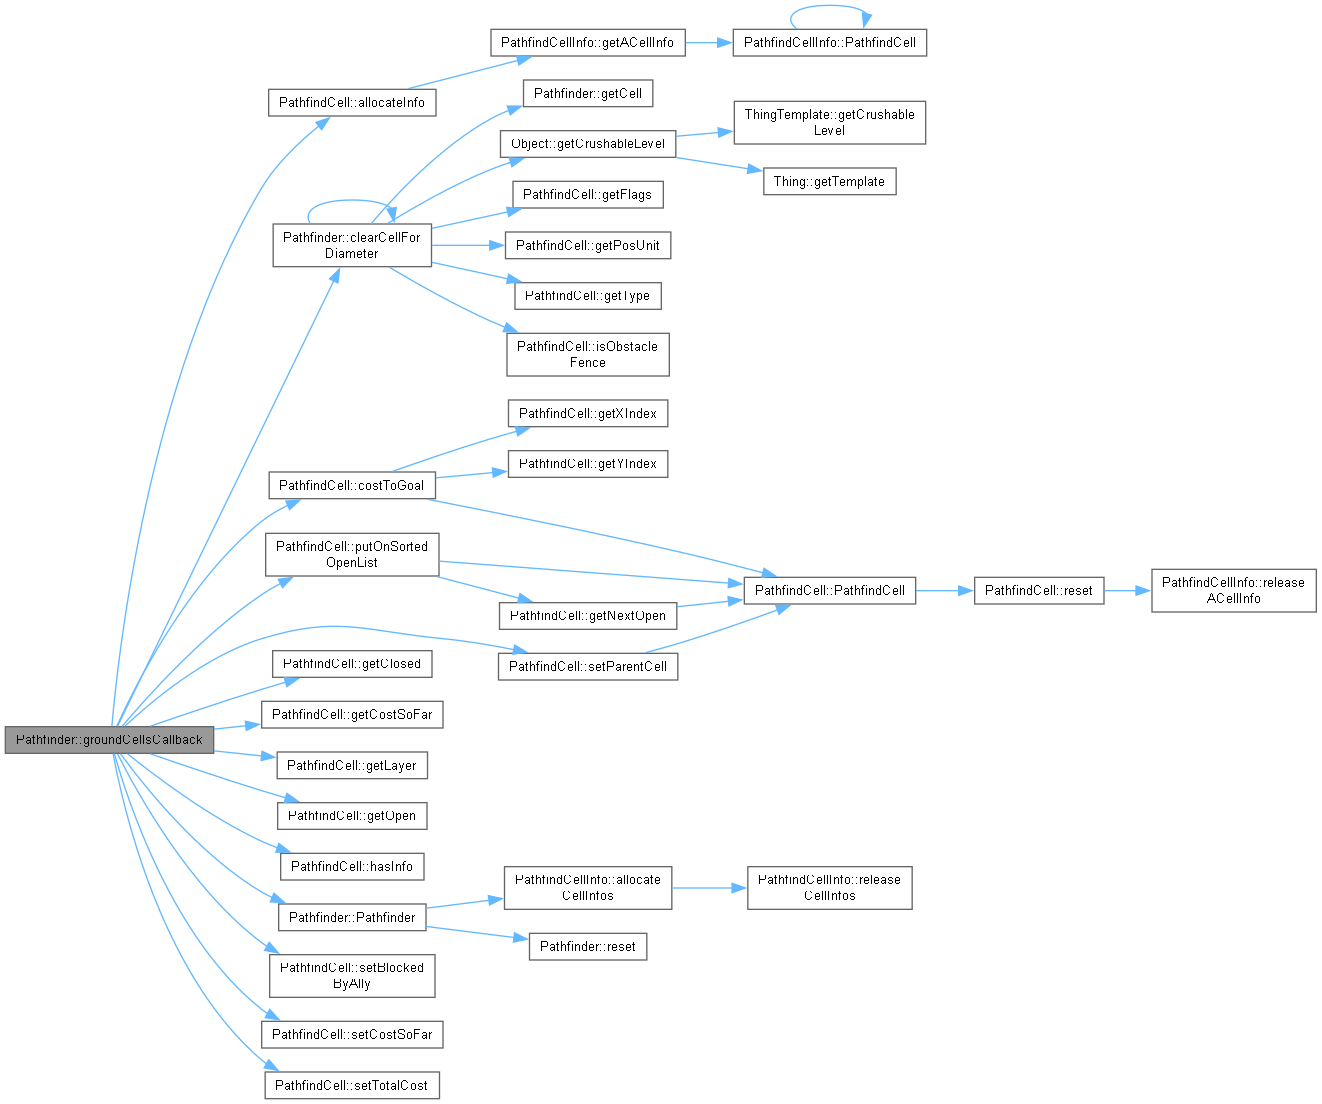 PathfindCellInfo::getACellInfo
PathfindCellInfo::PathfindCell
PathfindCell::allocateInfo
Pathfinder::getCell
ThingTemplate::getCrushable
Level
Object::getCrushableLevel
Thing::getTemplate
PathfindCell::getFlags
Pathfinder::clearCellFor
Diameter
PathfindCell::getPosUnit
PathfindCell::getType
PathfindCell::isObstacle
Fence
PathfindCell::getXIndex
PathfindCell::getYIndex
PathfindCell::costToGoal
PathfindCell::putOnSorted
OpenList
PathfindCell::PathfindCell
PathfindCell::reset
PathfindCellInfo::release
ACellInfo
PathfindCell::getNextOpen
PathfindCell::getClosed
PathfindCell::setParentCell
PathfindCell::getCostSoFar
Pathfinder::groundCellsCallback
PathfindCell::getLayer
PathfindCell::getOpen
PathfindCell::hasInfo
PathfindCellInfo::allocate
CellInfos
PathfindCellInfo::release
CellInfos
Pathfinder::Pathfinder
Pathfinder::reset
PathfindCell::setBlocked
ByAlly
PathfindCell::setCostSoFar
PathfindCell::setTotalCost